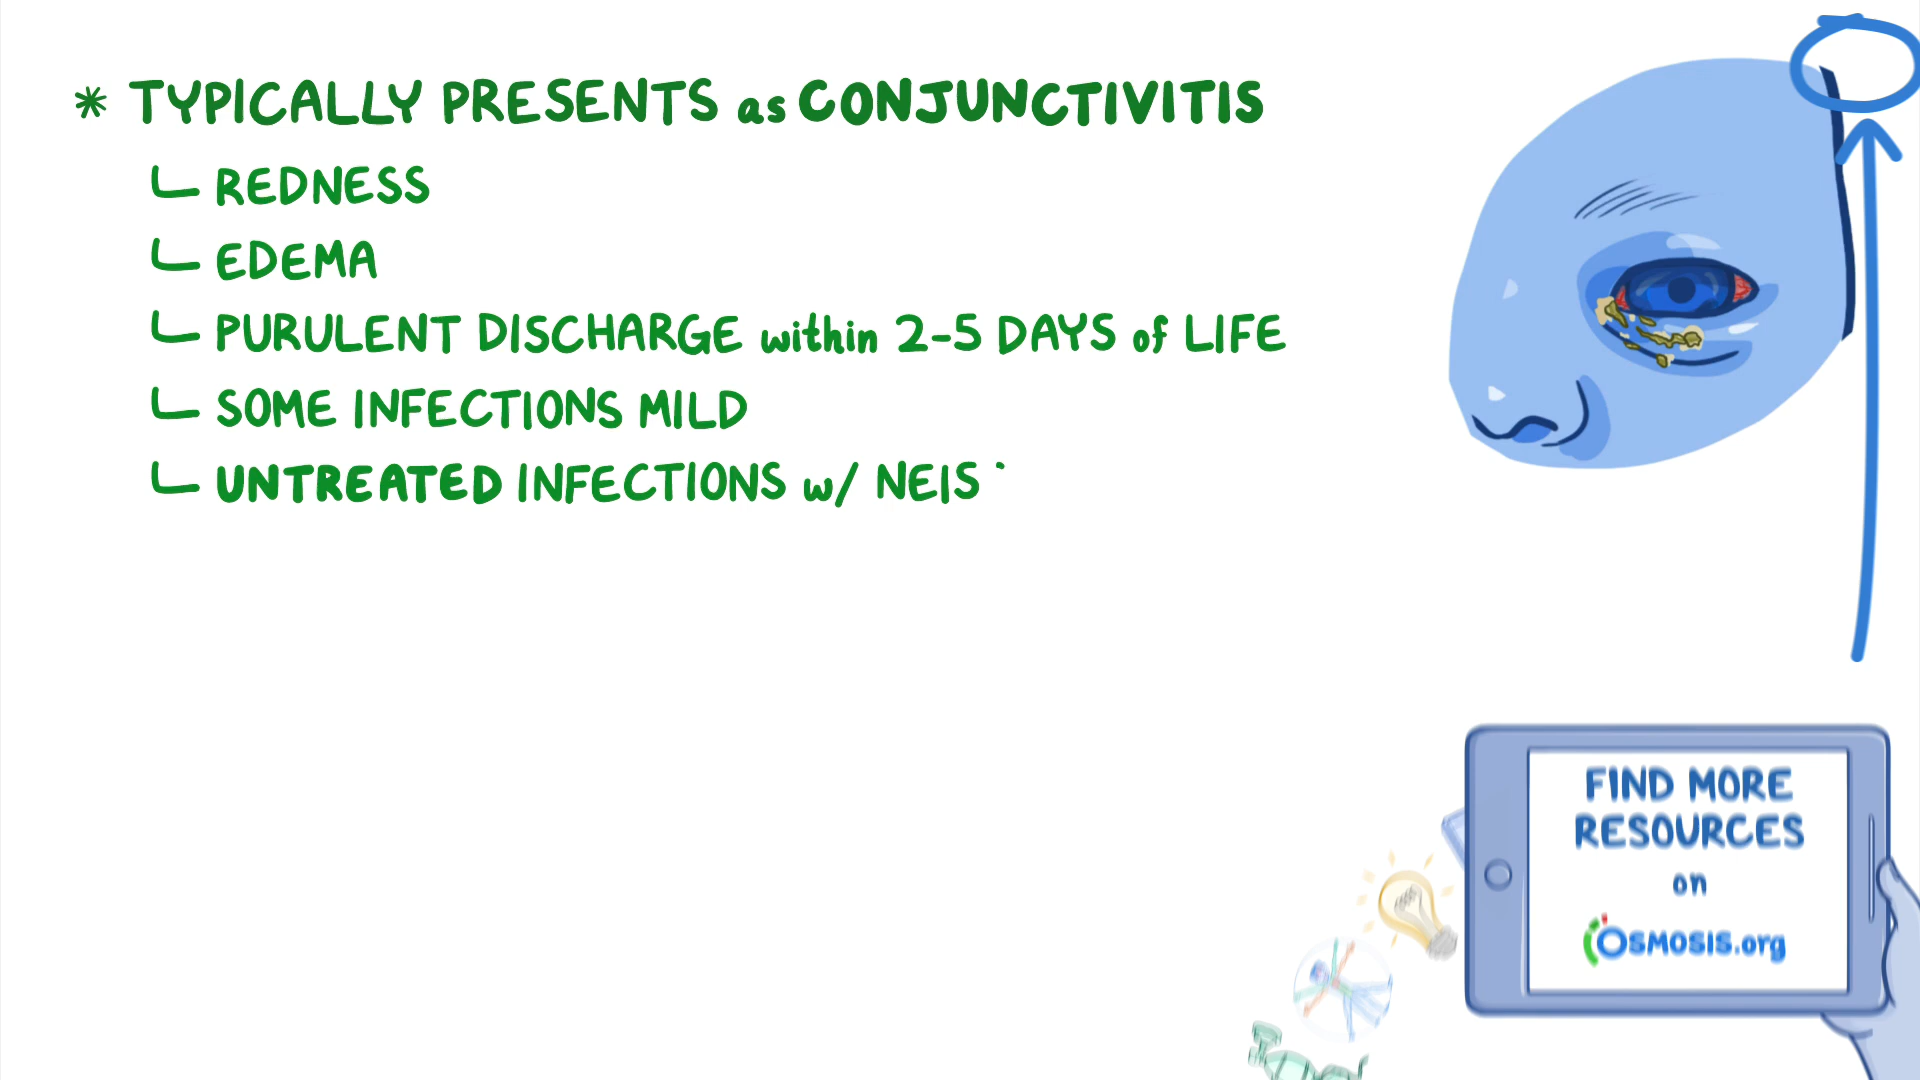 * TYPICALLY PRESENTS as CONJUNCTIVITIS
REDNESS
EDEMA
PURULENT DISCHARGE within 2-5 DAYS of LIFE
SOME INFECTIONS MILD
UNTREATED INFECTIONS w/ NEIS
FIND MORE
RESOURCES
on
OSMOSIS.org